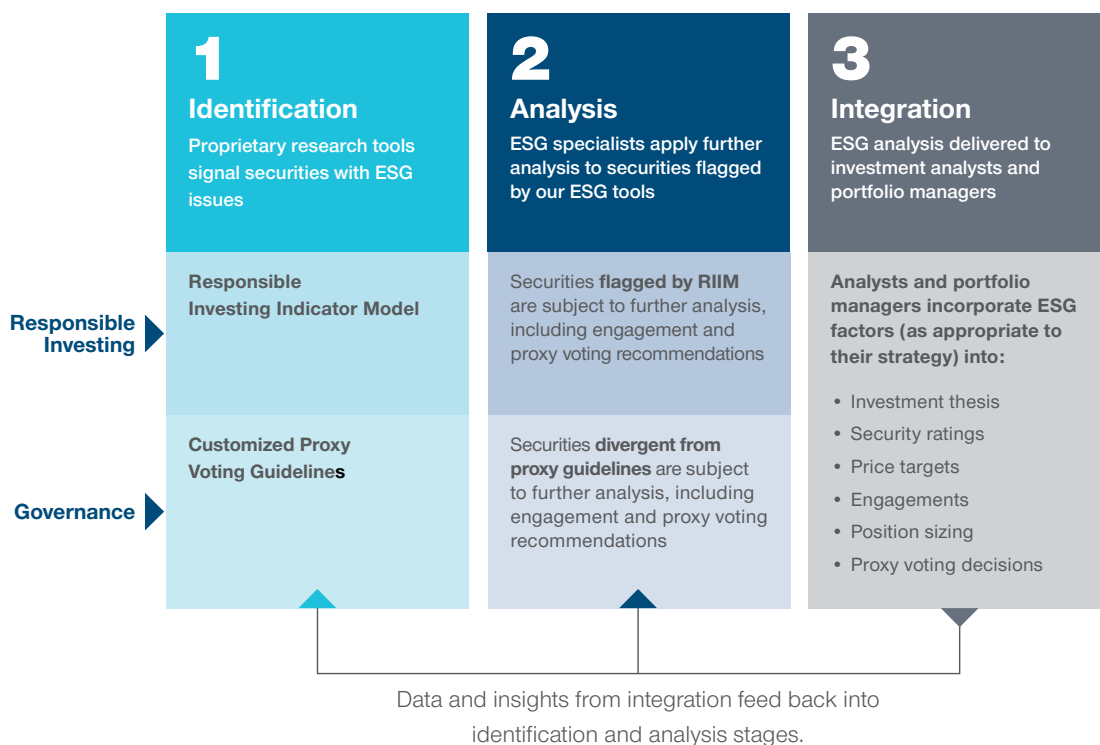 1
Identification
Proprietary research tools
signal securities with ESG
issues
2
Analysis
ESG specialists apply further
analysis to securities flagged
by our ESG tools
3
Integration
ESG analysis delivered to
investment analysts and
portfolio managers
Responsible
Investing
Responsible
Investing Indicator Model
Securities flagged by RIIM
are subject to further analysis,
including engagement and
proxy voting recommendations
Analysts and portfolio
managers incorporate ESG
factors (as appropriate to
their strategy) into:
• Investment thesis
• Security ratings
• Price targets
• Engagements
• Position sizing
• Proxy voting decisions
Governance
Customized Proxy
Voting Guidelines
Securities divergent from
proxy guidelines are subject
to further analysis, including
engagement and proxy voting
recommendations
Data and insights from integration feed back into
identification and analysis stages.